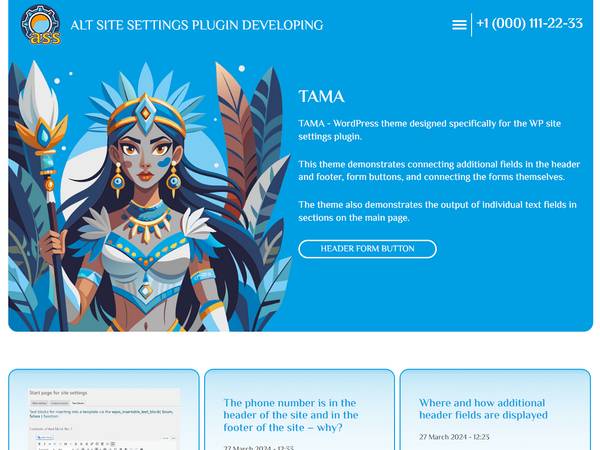 ass
ALT SITE SETTINGS PLUGIN DEVELOPING
+1 (000) 111-22-33
TAMA
TAMA - WordPress theme designed specifically for the WP site
settings plugin.
This theme demonstrates connecting additional fields in the header
and footer, form buttons, and connecting the forms themselves.
The theme also demonstrates the output of individual text fields in
sections on the main page.
HEADER FORM BUTTON
Start page for site settings
The phone number is in the
header of the site and in the
footer of the site – why?
27 March 2024 - 12:33
Where and how additional
header fields are displayed
27 March 2024 - 12:23